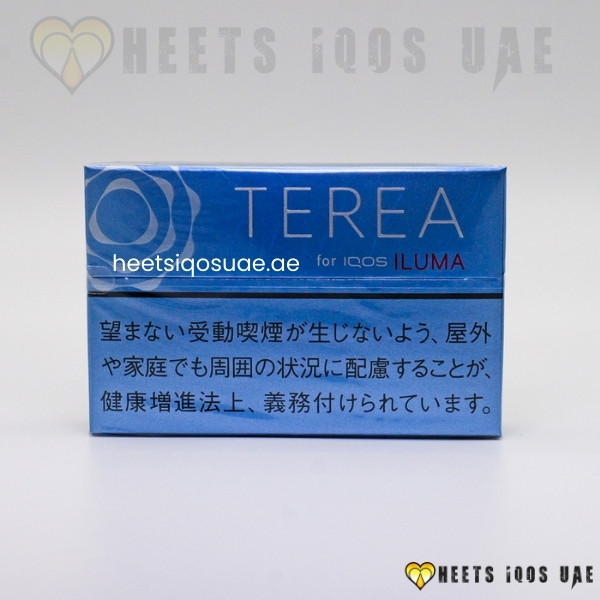 HEETS iQOS UAE
TEREA
for IQOS ILUMA
heetsiqosuae.ae
望まない受動喫煙が生じないよう、屋外
や家庭でも周囲の状況に配慮することが、
健康増進法上、義務付けられています。
HEETS iQOS UAE